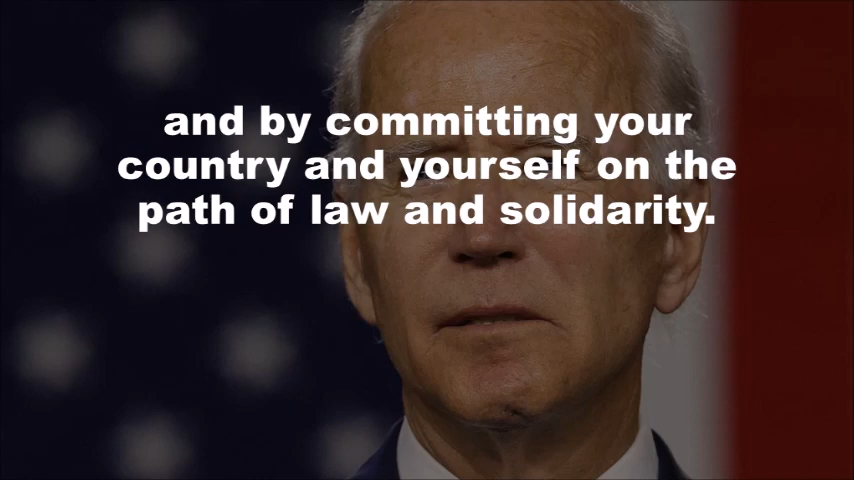 and by committing your
country and yourself on the
path of law and solidarity.